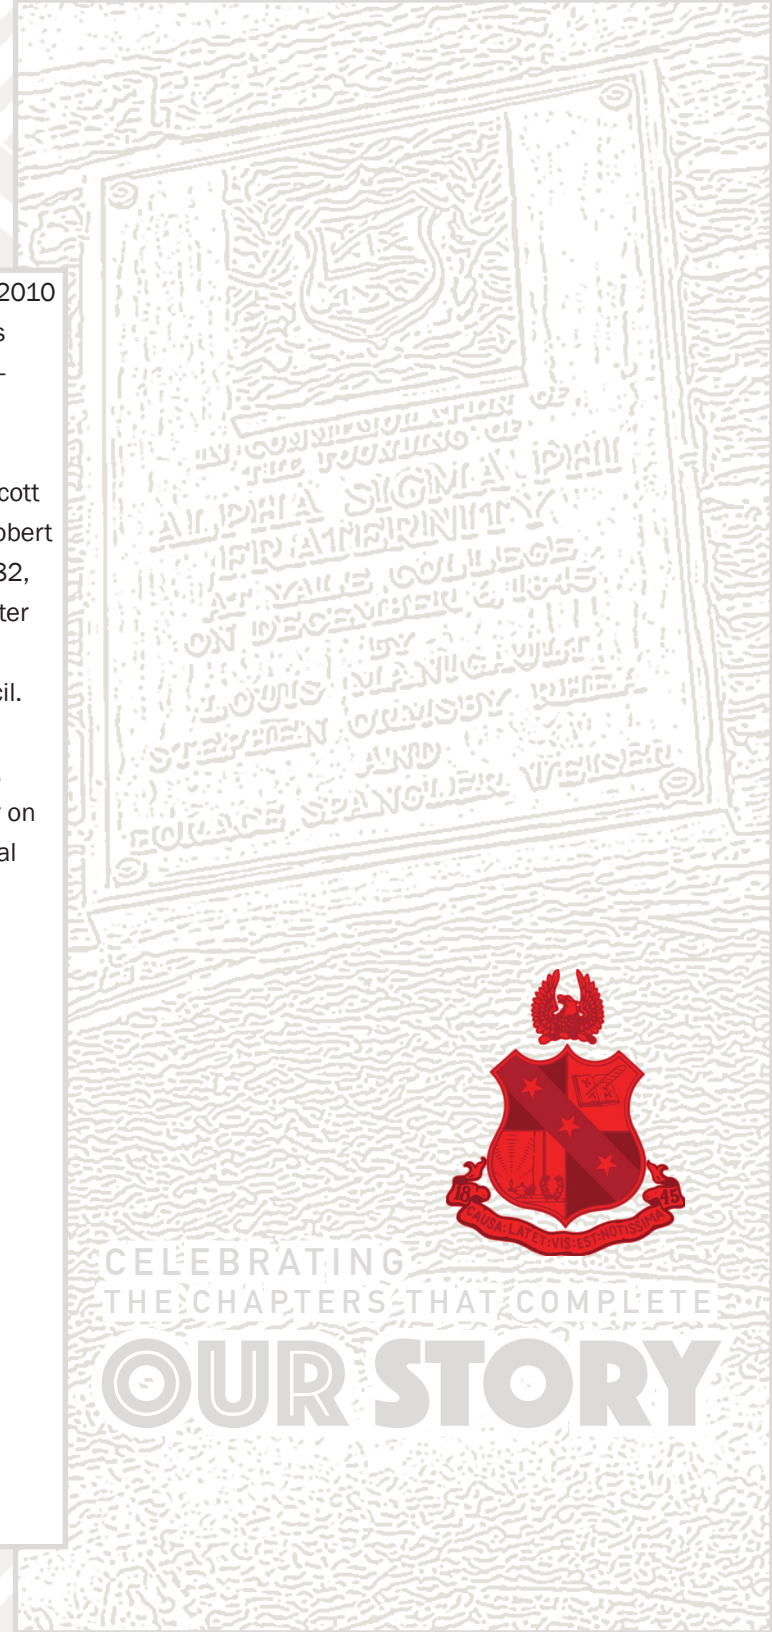 2010
s
-
cott
obert
32,
ter
cil.
on
al
IN COMMEMORATION OF
THE FOUNDING OF
ALPHA SIGMA PHI
FRATERNITY
AT YALE COLLEGE
ON DECEMBER 6, 1845
BY
LOUIS MANIGAULT
STEPHEN ORMSBY RHEA
AND
HORACE SPANGLER WEISER
18 45
CAUSA:LATET:VIS:EST:NOTISSIMA
CELEBRATING
THE CHAPTERS THAT COMPLETE
OUR STORY